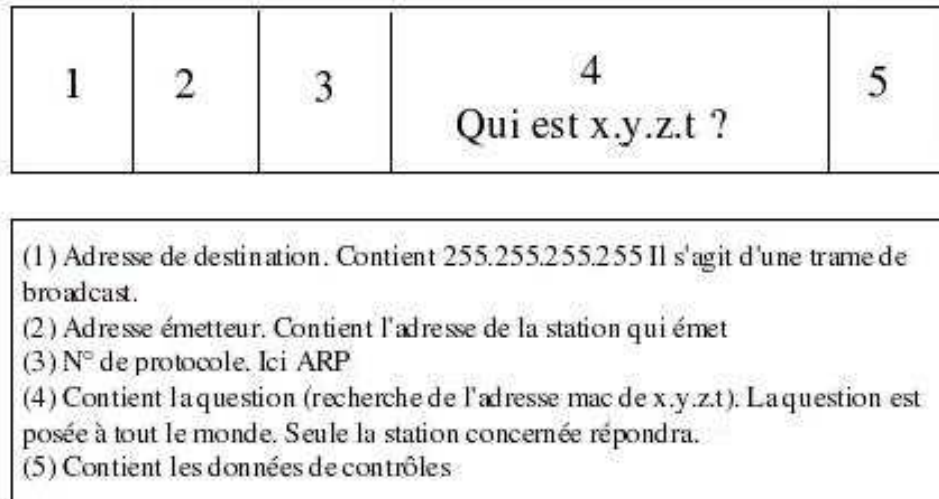 1 2 3 4 5
Qui est x.y.z.t ?
(1) Adresse de destination. Contient 255.255.255.255 Il s'agit d'une trame de
broadcast.
(2) Adresse émetteur. Contient l'adresse de la station qui émet
(3) N° de protocole. Ici ARP
(4) Contient la question (recherche de l'adresse mac de x.y.z.t). La question est
posée à tout le monde. Seule la station concernée répondra.
(5) Contient les données de contrôles